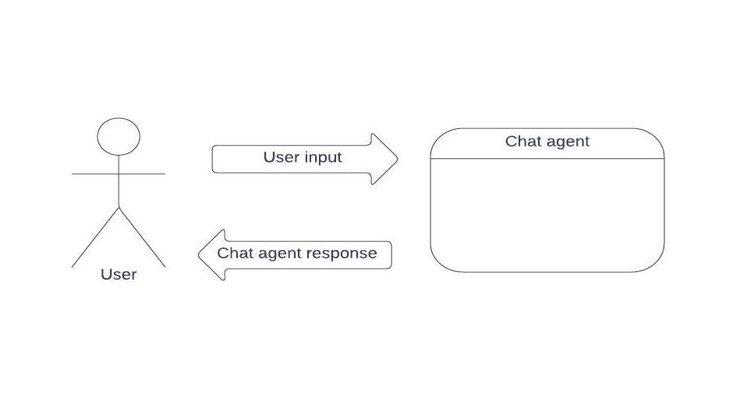 User input
Chat agent
Chat agent response
User